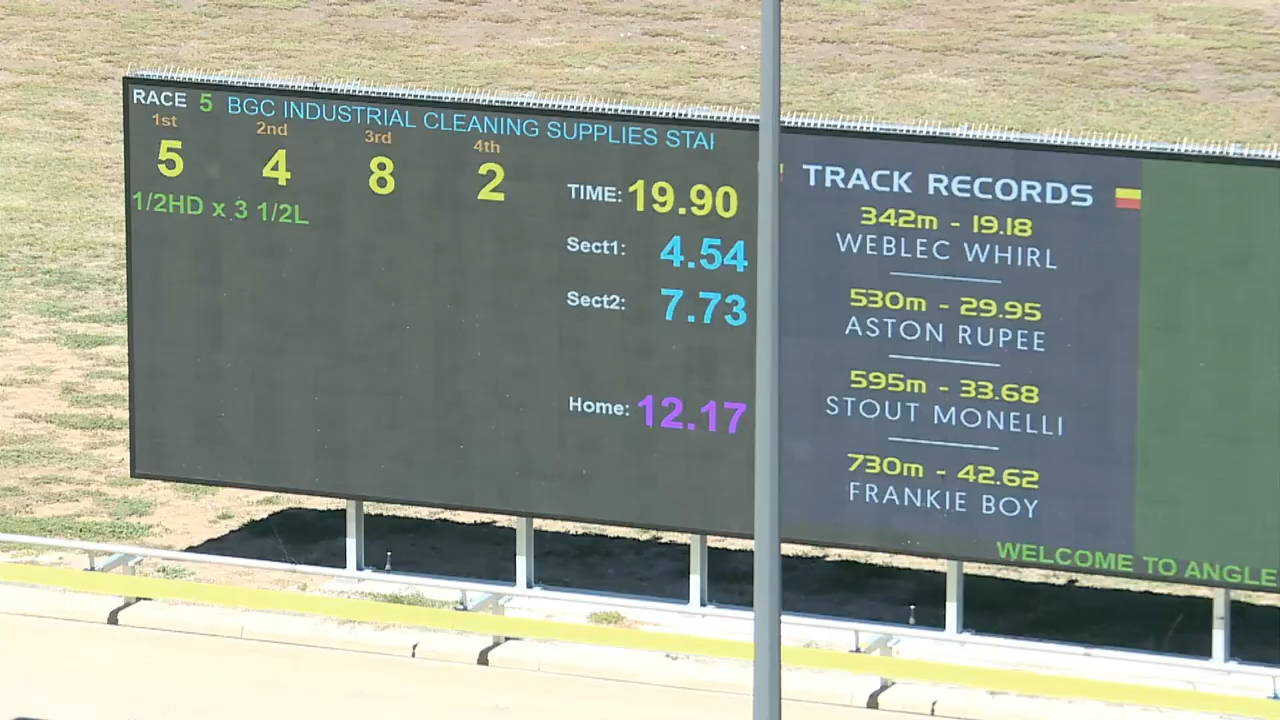 RACE 5 BGC INDUSTRIAL CLEANING SUPPLIES STAI
1st 2nd 3rd 4th
5 4 8 2
1/2HD x 3 1/2L
TIME: 19.90
Sect1: 4.54
Sect2: 7.73
Home: 12.17
TRACK RECORDS
342m - 19.18
WEBLEC WHIRL
530m - 29.95
ASTON RUPEE
595m - 33.68
STOUT MONELLI
730m - 42.62
FRANKIE BOY
WELCOME TO ANGLE